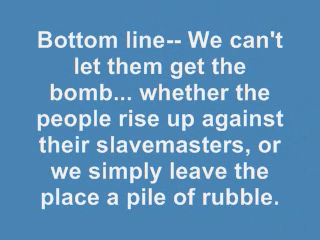 Bottom line-- We can't
let them get the
bomb... whether the
people rise up against
their slavemasters, or
we simply leave the
place a pile of rubble.